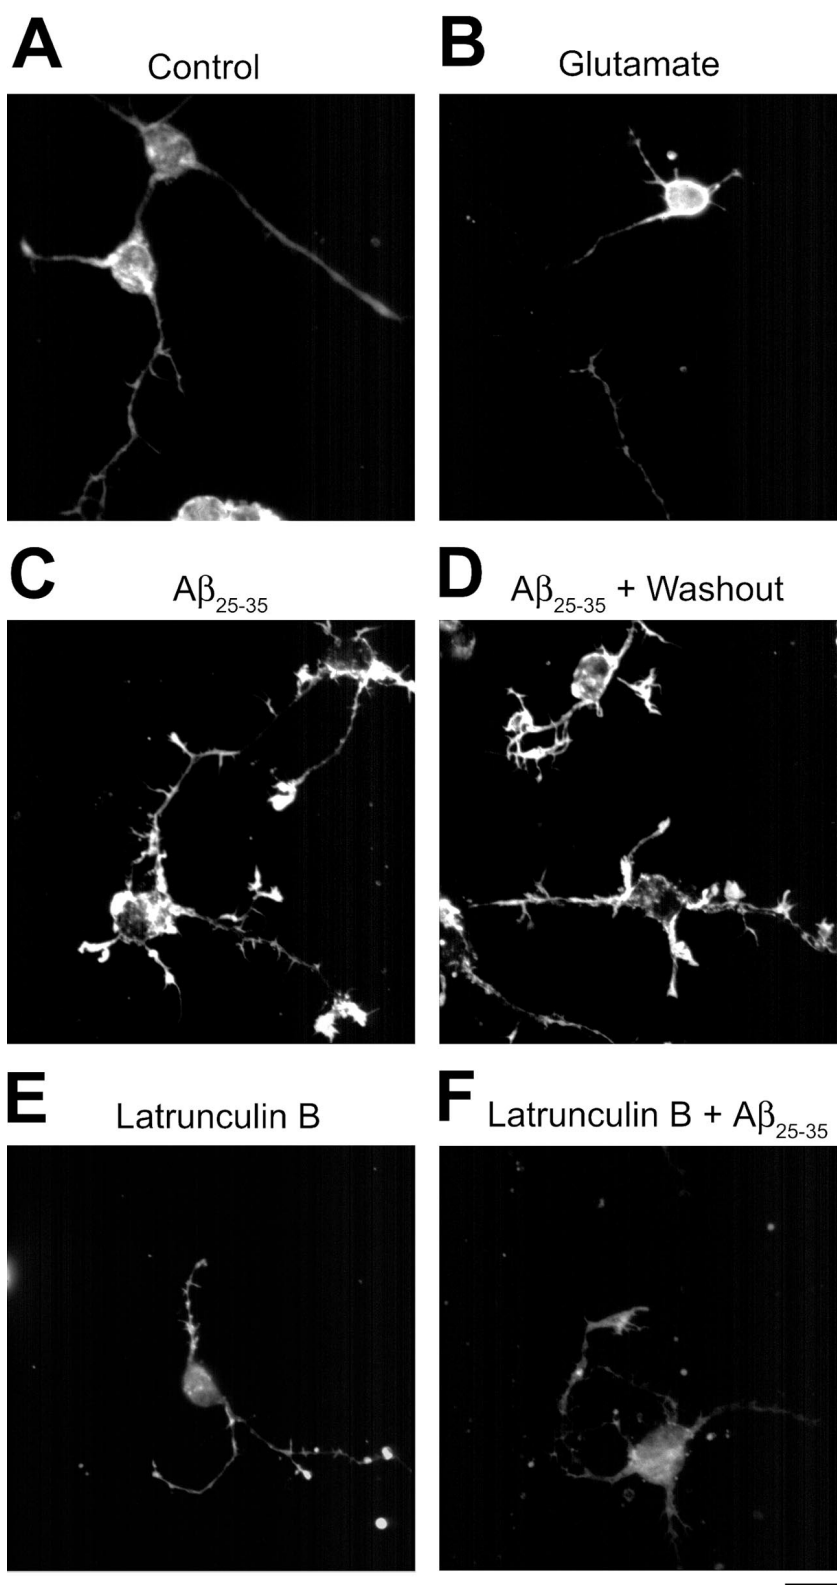 A Control
B Glutamate
C Aβ25-35
D Aβ25-35 + Washout
E Latrunculin B
F Latrunculin B + Aβ25-35